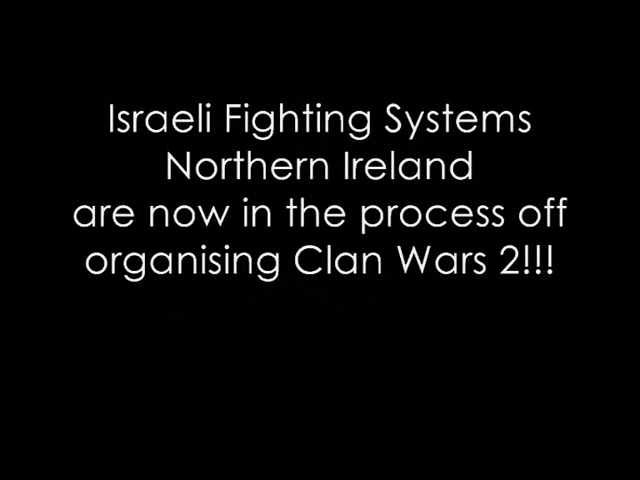 Israeli Fighting Systems
Northern Ireland
are now in the process off
organising Clan Wars 2!!!